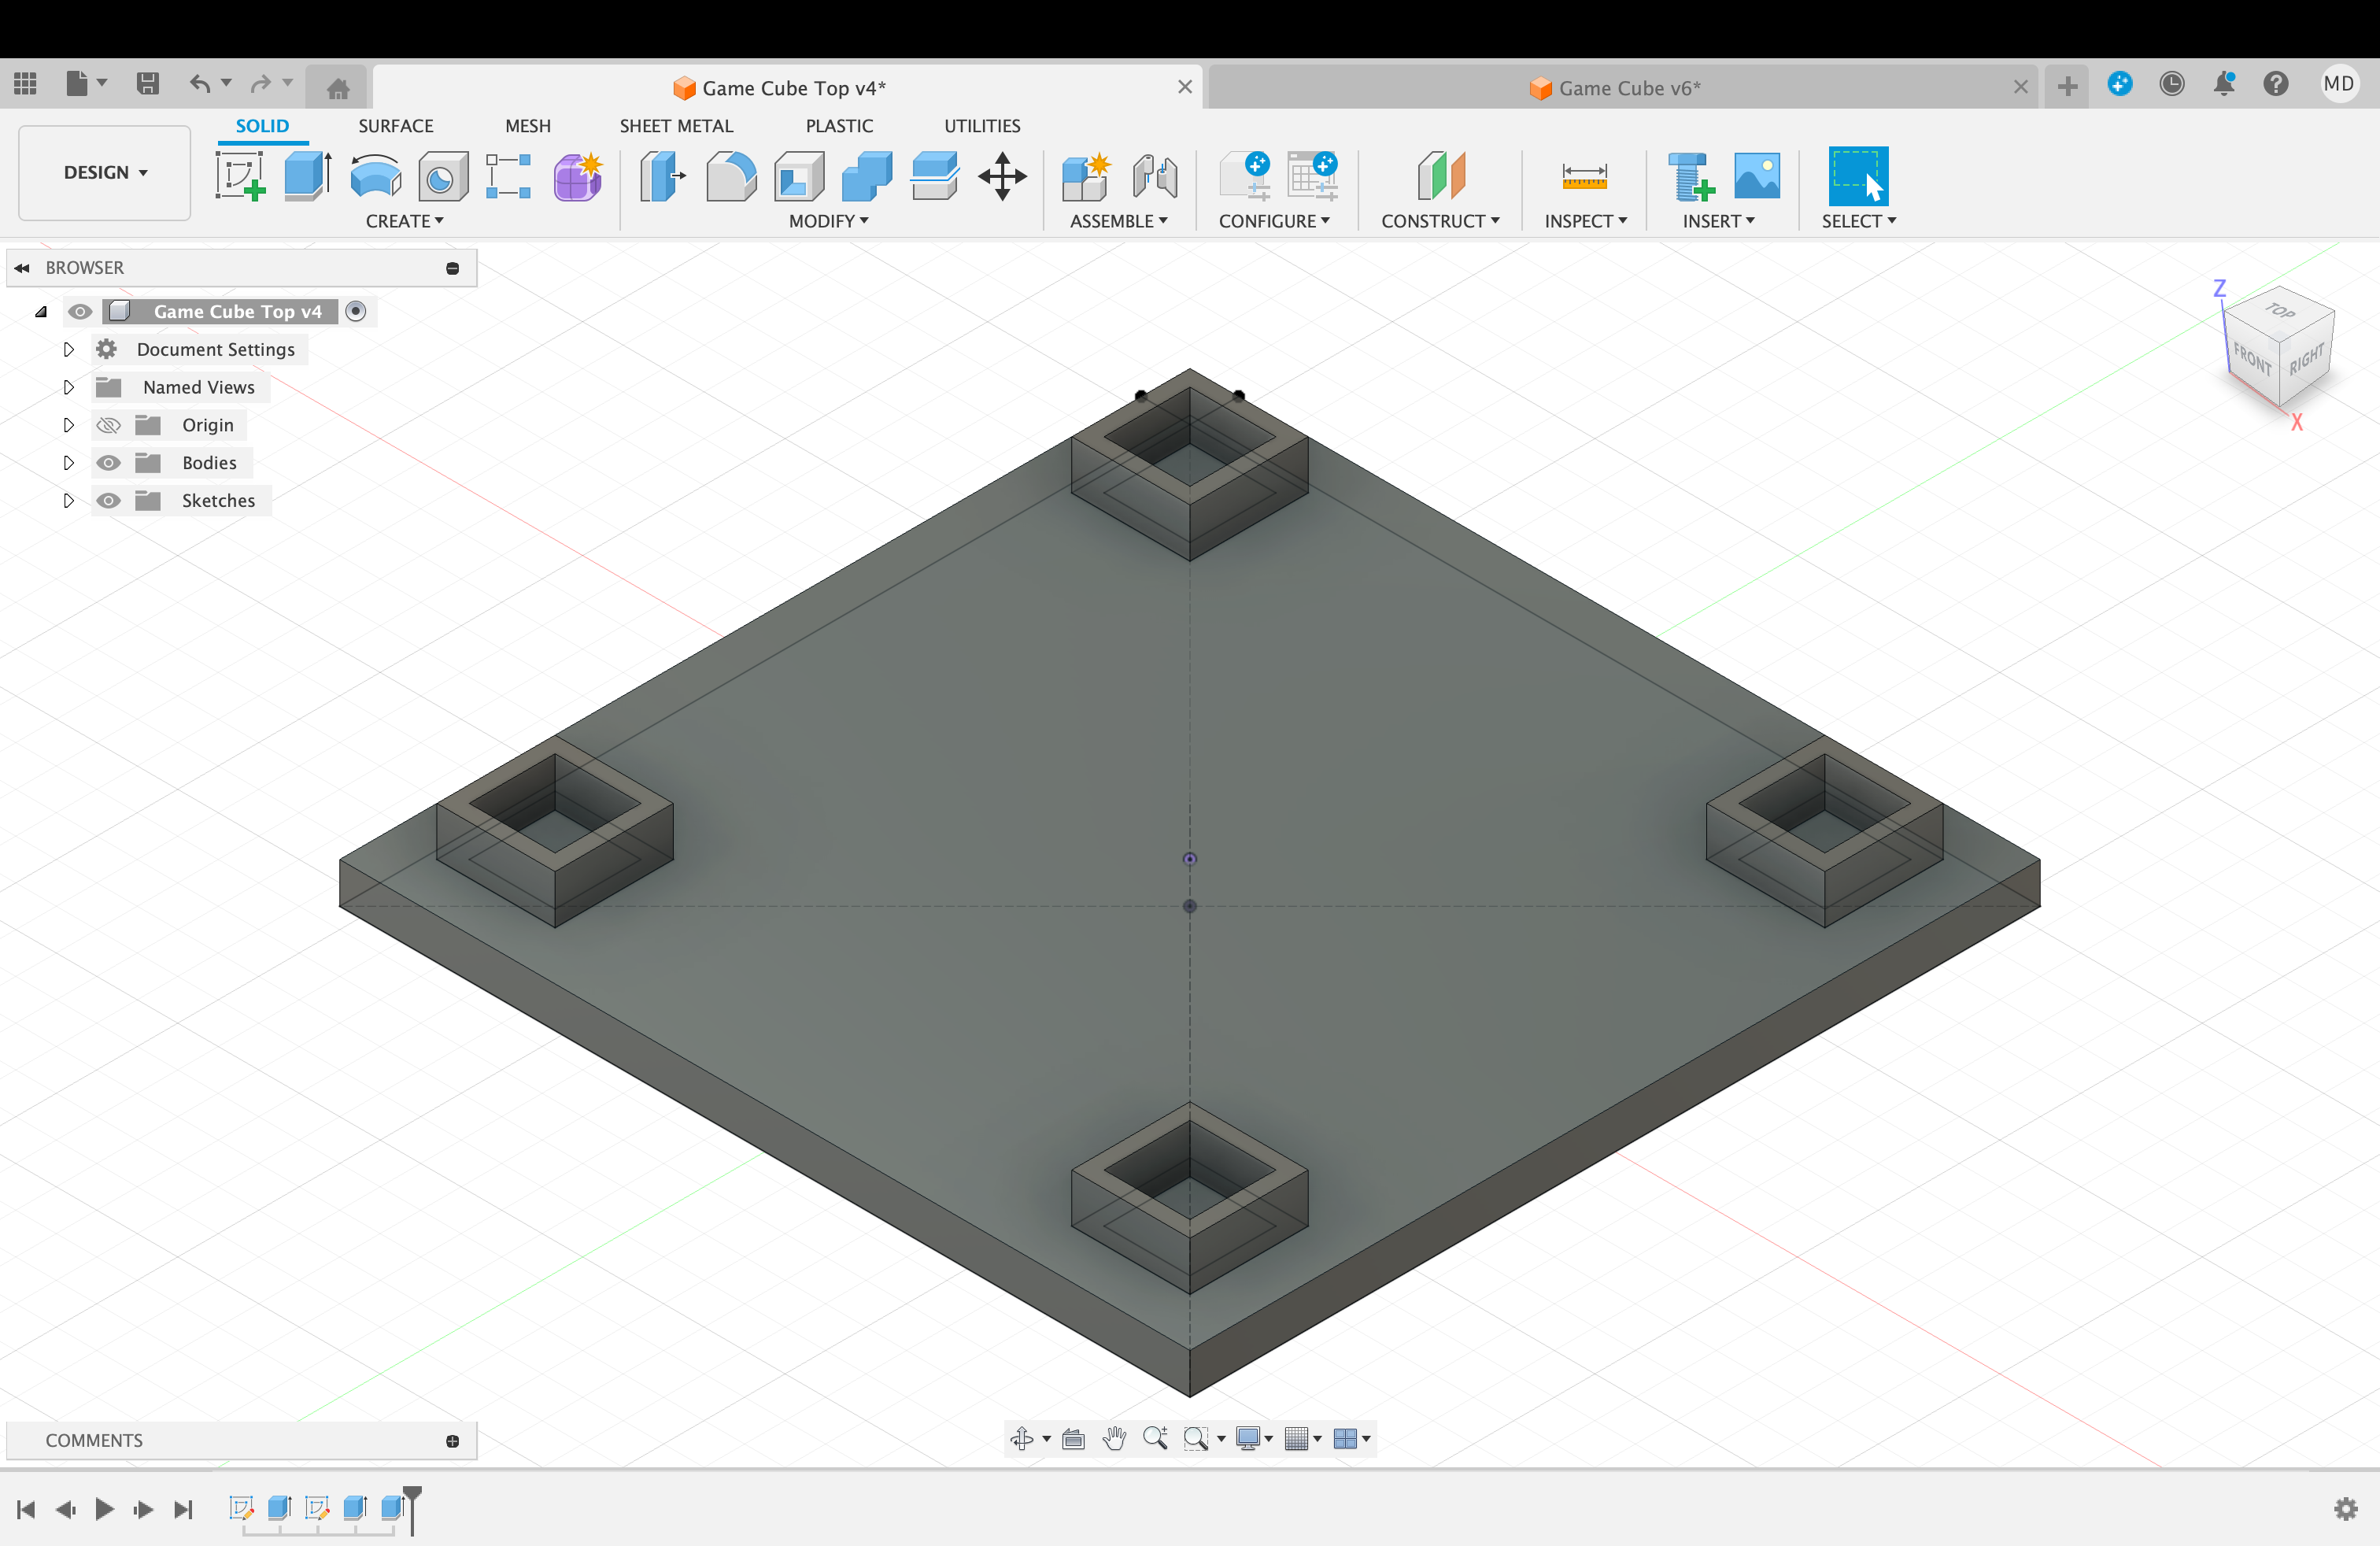 Game Cube Top v4*
Game Cube v6*
MD
SOLID
SURFACE
MESH
SHEET METAL
PLASTIC
UTILITIES
DESIGN
CREATE
MODIFY
ASSEMBLE
CONFIGURE
CONSTRUCT
INSPECT
INSERT
SELECT
BROWSER
Game Cube Top v4
Document Settings
Named Views
Origin
Bodies
Sketches
Z
TOP
FRONT
RIGHT
X
COMMENTS